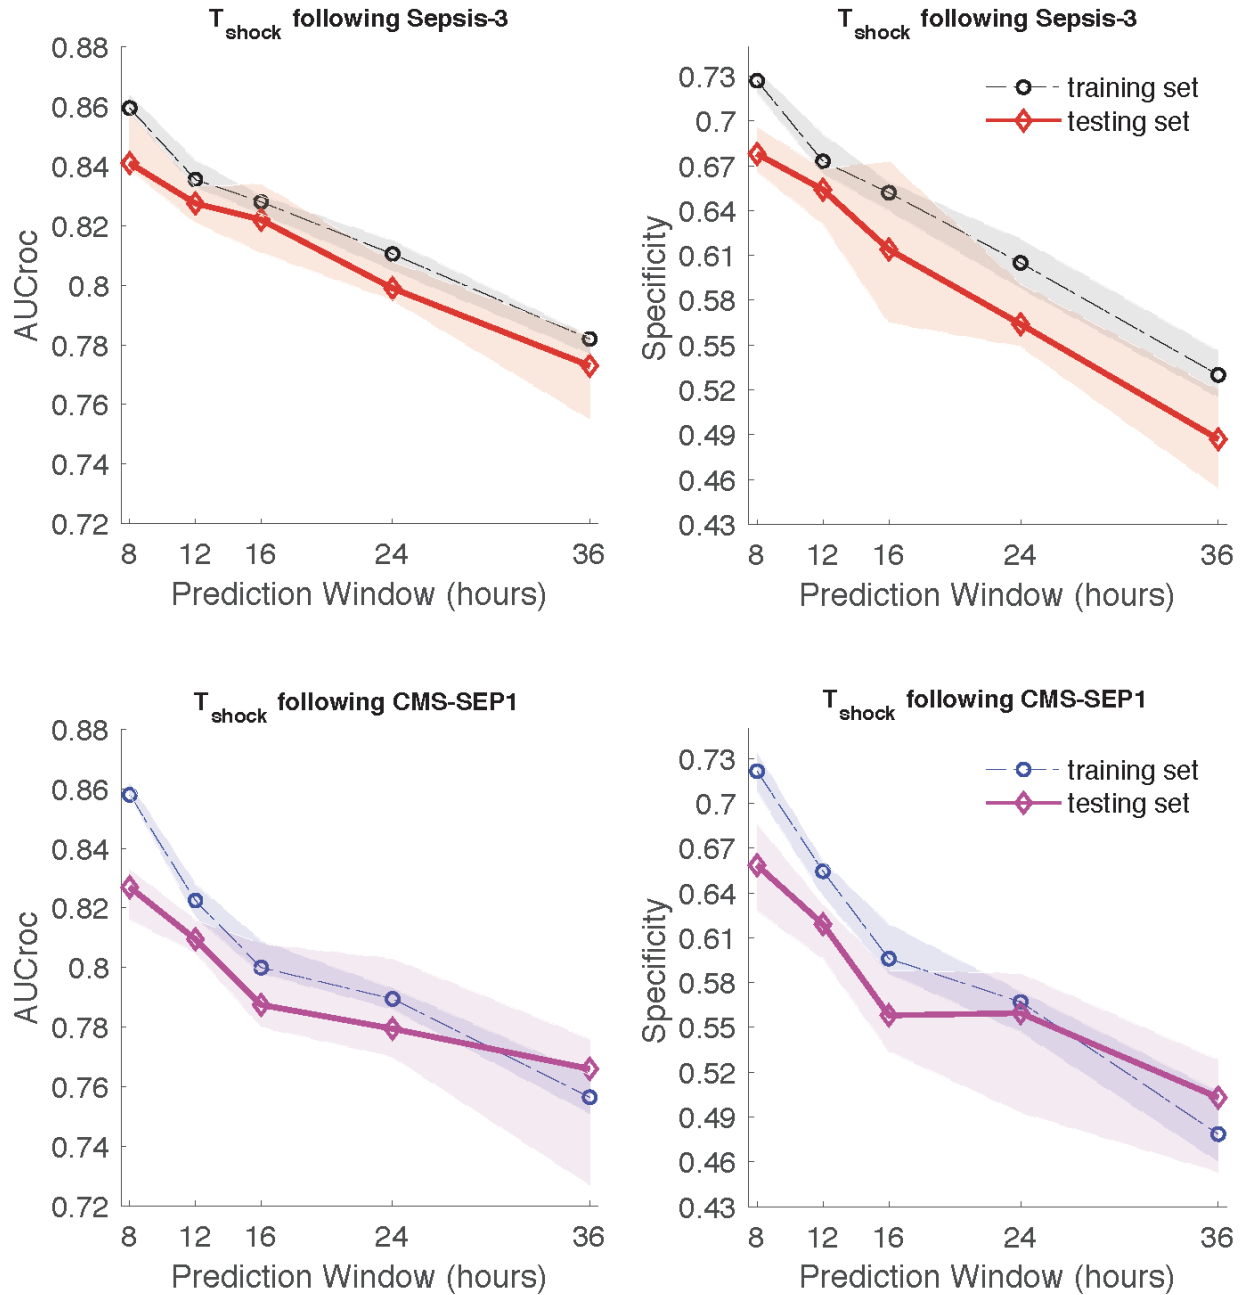 T_shock following Sepsis-3
0.88
0.86
0.84
0.82
0.8
0.78
0.76
0.74
0.72
AUCroc
8 12 16 24 36
Prediction Window (hours)
T_shock following Sepsis-3
0.73
0.7
0.67
0.64
0.61
0.58
0.55
0.52
0.49
0.46
0.43
Specificity
training set
testing set
8 12 16 24 36
Prediction Window (hours)
T_shock following CMS-SEP1
0.88
0.86
0.84
0.82
0.8
0.78
0.76
0.74
0.72
AUCroc
8 12 16 24 36
Prediction Window (hours)
T_shock following CMS-SEP1
0.73
0.7
0.67
0.64
0.61
0.58
0.55
0.52
0.49
0.46
0.43
Specificity
training set
testing set
8 12 16 24 36
Prediction Window (hours)